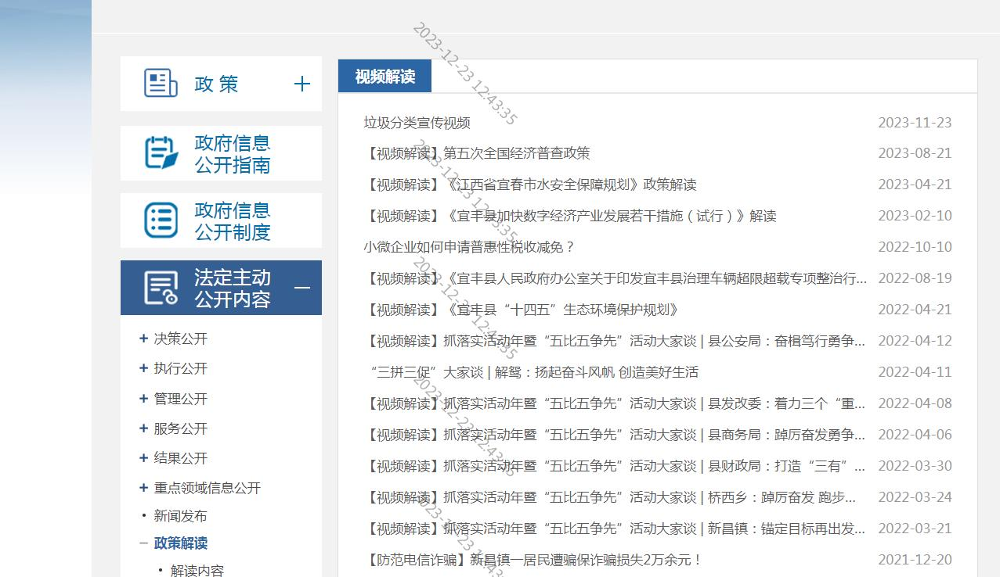 政 策
政府信息
公开指南
政府信息
公开制度
法定主动
公开内容
决策公开
执行公开
管理公开
服务公开
结果公开
重点领域信息公开
新闻发布
政策解读
解读内容
视频解读
垃圾分类宣传视频 2023-11-23
【视频解读】第五次全国经济普查政策 2023-08-21
【视频解读】《江西省宜春市水安全保障规划》政策解读 2023-04-21
【视频解读】《宜丰县加快数字经济产业发展若干措施（试行）》解读 2023-02-10
小微企业如何申请普惠性税收减免？ 2022-10-10
【视频解读】《宜丰县人民政府办公室关于印发宜丰县治理车辆超限超载专项整治行... 2022-08-19
【视频解读】《宜丰县“十四五”生态环境保护规划》 2022-04-21
【视频解读】抓落实活动年暨“五比五争先”活动大家谈 | 县公安局：奋楫笃行勇争... 2022-04-12
“三拼三促”大家谈 | 解鸳：扬起奋斗风帆 创造美好生活 2022-04-11
【视频解读】抓落实活动年暨“五比五争先”活动大家谈 | 县发改委：着力三个“重... 2022-04-08
【视频解读】抓落实活动年暨“五比五争先”活动大家谈 | 县商务局：踔厉奋发勇争... 2022-04-06
【视频解读】抓落实活动年暨“五比五争先”活动大家谈 | 县财政局：打造“三有”... 2022-03-30
【视频解读】抓落实活动年暨“五比五争先”活动大家谈 | 桥西乡：踔厉奋发 跑步... 2022-03-24
【视频解读】抓落实活动年暨“五比五争先”活动大家谈 | 新昌镇：锚定目标再出发... 2022-03-21
【防范电信诈骗】新昌镇一居民遭骗保诈骗损失2万余元！ 2021-12-20
2023-12-23 12:43:35
2023-12-23 12:43:35
2023-12-23 12:43:35
2023-12-23 12:43:35
2023-12-23 12:43